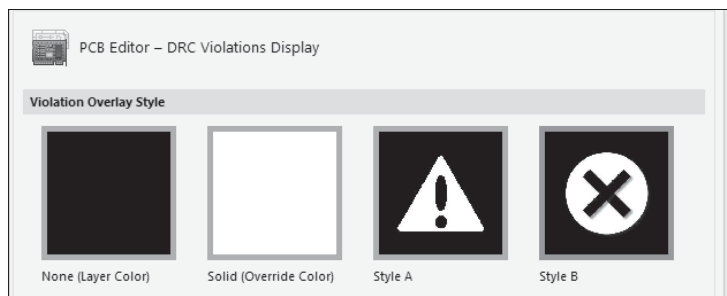 PCB Editor – DRC Violations Display
Violation Overlay Style
None (Layer Color)
Solid (Override Color)
Style A
Style B